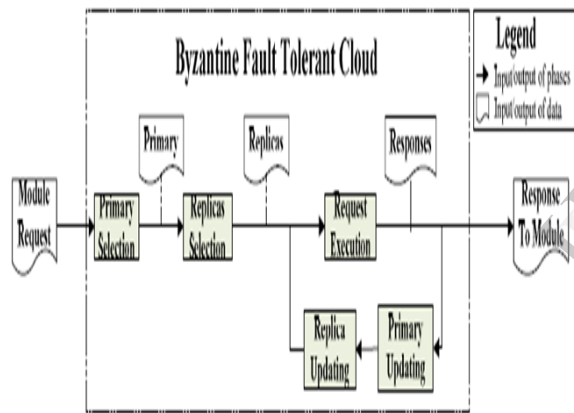 Byzantine Fault Tolerant Cloud
Legend
Input/output of phases
Input/output of data
Primary
Replicas
Responses
Module
Request
Primary
Selection
Replicas
Selection
Request
Execution
Response
To Module
Replica
Updating
Primary
Updating